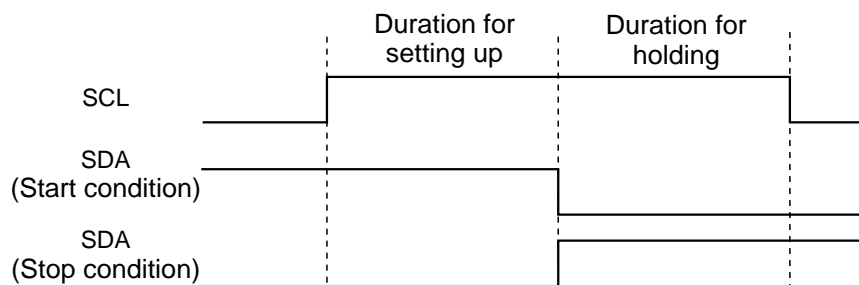 Duration for
setting up
Duration for
holding
SCL
SDA
(Start condition)
SDA
(Stop condition)